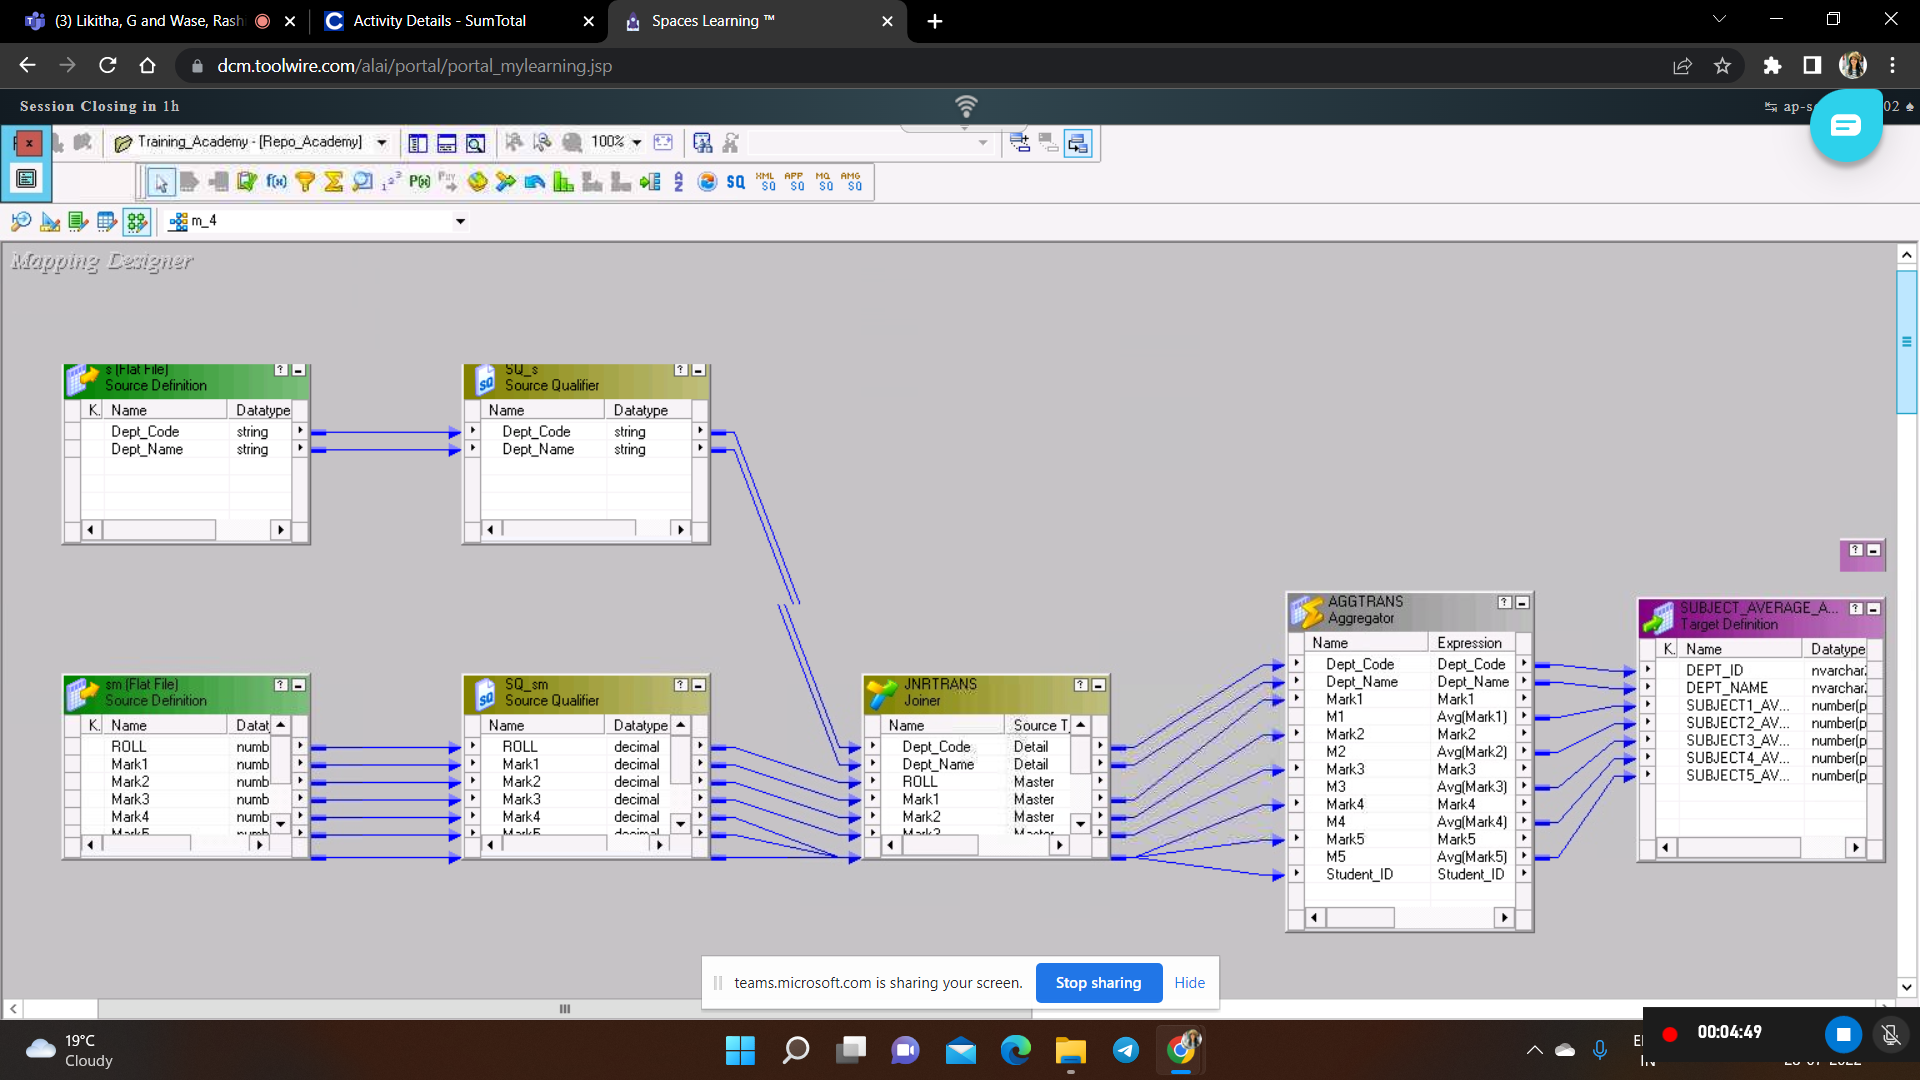 (3) Likitha, G and Wase, Rash
Activity Details - SumTotal
Spaces Learning ™
dcm.toolwire.com/alai/portal/portal_mylearning.jsp
Session Closing in 1h
Training_Academy - [Repo_Academy]
100%
m_4
Mapping Designer
s (Flat File)
Source Definition
K. Name Datatype
Dept_Code string
Dept_Name string
SQ_s
Source Qualifier
Name Datatype
Dept_Code string
Dept_Name string
sm (Flat File)
Source Definition
K. Name Datat
ROLL numb
Mark1 numb
Mark2 numb
Mark3 numb
Mark4 numb
Mark5 numb
SQ_sm
Source Qualifier
Name Datatype
ROLL decimal
Mark1 decimal
Mark2 decimal
Mark3 decimal
Mark4 decimal
Mark5 decimal
JNRTRANS
Joiner
Name Source T
Dept_Code Detail
Dept_Name Detail
ROLL Master
Mark1 Master
Mark2 Master
Mark3 Master
AGGTRANS
Aggregator
Name Expression
Dept_Code Dept_Code
Dept_Name Dept_Name
Mark1 Mark1
M1 Avg(Mark1)
Mark2 Mark2
M2 Avg(Mark2)
Mark3 Mark3
M3 Avg(Mark3)
Mark4 Mark4
M4 Avg(Mark4)
Mark5 Mark5
M5 Avg(Mark5)
Student_ID Student_ID
SUBJECT_AVERAGE_A...
Target Definition
K. Name Datatype
DEPT_ID nvarchar
DEPT_NAME nvarchar
SUBJECT1_AV... number(p
SUBJECT2_AV... number(p
SUBJECT3_AV... number(p
SUBJECT4_AV... number(p
SUBJECT5_AV... number(p
teams.microsoft.com is sharing your screen.
Stop sharing
Hide
19°C
Cloudy
00:04:49